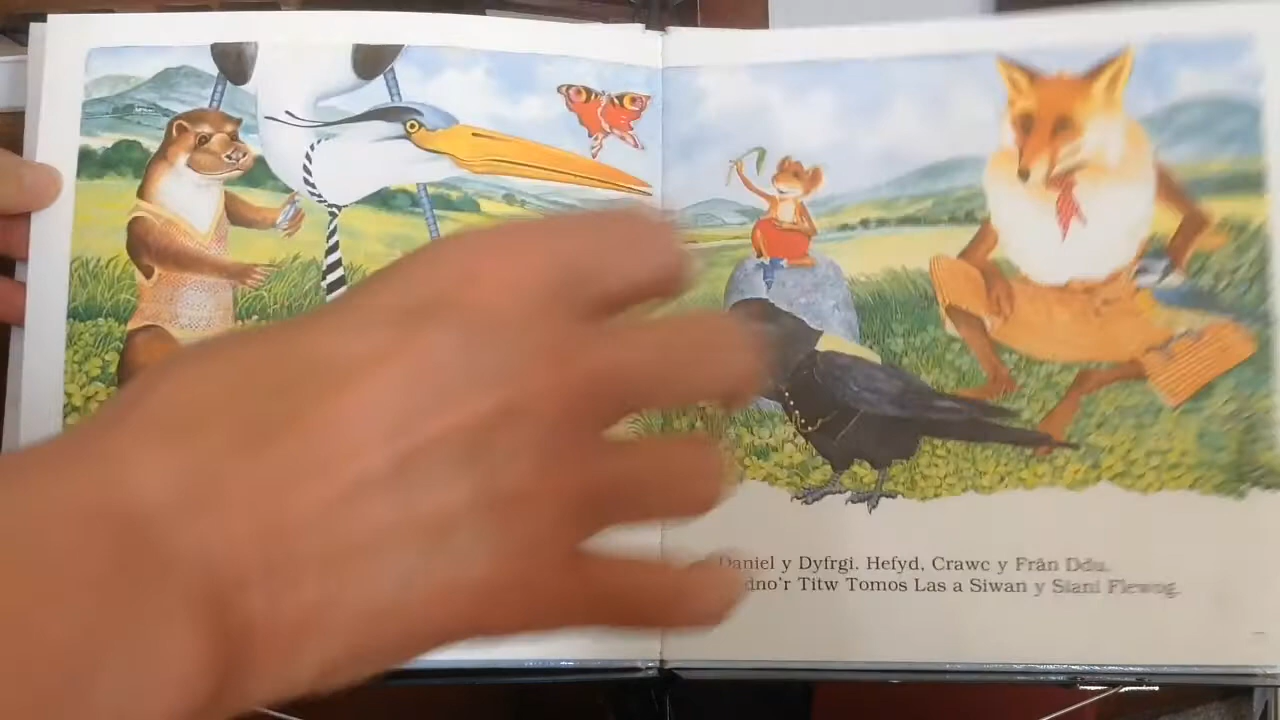 Daniel y Dyfrgi. Hefyd, Crawc y Frân Ddu.
Titw Tomos Las a Siwan y Siani Flewog.